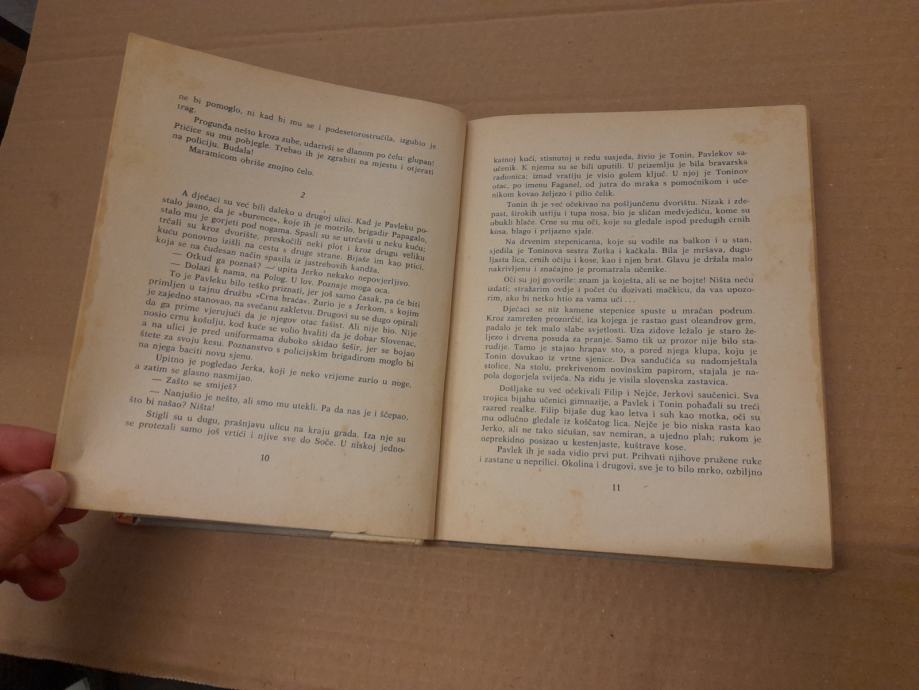 ne bi pomoglo, ni kad bi mu se i podesetorostručila, izgubio je
trag.
Progunđa nešto kroza zube, udarivši se dlanom po čelu: glupan!
Ptičice su mu pobjegle. Trebao ih je zgrabiti na mjestu i otjerati
na policiju. Budala!
Maramicom obriše znojno čelo.
2
A dječaci su već bili daleko u drugoj ulici. Kad je Pavleku po-
stalo jasno, da je »burence«, koje ih je motrilo, brigadir Papagalo,
stalo mu je gorjeti pod nogama. Spasli su se utrčavši u neku kuću;
trčali su kroz dvorište, preskočili neki plot i kroz drugu veliku
kuću ponovno izišli na cestu s druge strane. Bijaše im kao ptici,
koja se na čudesan način spasila iz jastrebovih kandža.
— Otkud ga poznaš? — upita Jerko nekako nepovjerljivo.
— Dolazi k nama, na Polog. U lov. Poznaje moga oca.
To je Pavleku bilo teško priznati, jer još samo časak, pa će biti
primljen u tajnu družbu »Crna braća«. Zurio je s Jerkom, s kojim
je zajedno stanovao, na svečanu zakletvu. Drugovi su se dugo opirali
da ga prime vjerujući da je njegov otac fašist. Ali nije bio. Nije
nosio crnu košulju, kod kuće se volio hvaliti da je dobar Slovenac,
a na ulici je pred uniformama duboko skidao šešir, jer se bojao
štete za svoju kesu. Poznanstvo s policijskim brigadirom moglo bi
na njega baciti novu sjenu.
Upitno je pogledao Jerka, koji je neko vrijeme zurio u noge,
a zatim se glasno nasmijao.
— Zašto se smiješ?
— Nanjušio je nešto, ali smo mu utekli. Pa da nas je i ščepao,
što bi našao? Ništa!
Stigli su u dugu, prašnjavu ulicu na kraju grada. Iza nje su
se protezali samo još vrtići i njive sve do Soče. U niskoj jedno-
10
katnoj kući, stisnutoj u redu susjeda, živio je Tonin, Pavlekov sa-
učenik. K njemu su se bili uputili. U prizemlju je bila bravarska
radionica; iznad vratiju je visio golem ključ. U njoj je Toninov
otac, po imenu Faganel, od jutra do mraka s pomoćnikom i uče-
nikom kovao željezo i pilio cijevi.
Tonin ih je već očekivao na pošljunčenu dvorištu. Nizak i zde-
past, širokih ustiju i tupa nosa, bio je sličan medvjediću, kome su
obukli hlače. Crne su mu oči, koje su gledale ispod predugih crnih
kosa, blago i prijazno sjale.
Na drvenim stepenicama, koje su vodile na balkon i u stan,
sjedila je Toninova sestra Zutka i kačkala. Bila je mršava, dugu-
ljasta lica, crnih očiju i kose, kao i njen brat. Glavu je držala malo
nakrivljenu i značajno je promatrala učenike.
Oči su joj govorile: znam ja koješta, ali se ne bojte! Ništa neću
izdati; stražarim ovdje i počet ću dozivati mačkicu, da vas upozo-
rim, ako bi netko htio za vama ući . . .
Dječaci se niz kamene stepenice spuste u mračan podrum.
Kroz zamrežen prozorčić, iza kojega je rastao gust oleandrov grm,
padalo je tek malo slabe svjetlosti. Uza zidove ležalo je staro že-
ljezo i drvena posuda za pranje. Samo tik uz prozor nije bilo sta-
rudije. Tamo je stajao hrapav sto, a pored njega klupa, koju je
Tonin dovukao iz vrtne sjenice. Dva sandučića su nadomještala
stolice. Na stolu, prekrivenom novinskim papirom, stajala je na-
pola dogorjela svijeća. Na zidu je visila slovenska zastavica.
Došljake su već očekivali Filip i Nejče, Jerkovi saučenici. Sva
trojica bijahu učenici gimnazije, a Pavlek i Tonin pohađali su treći
razred realke. Filip bijaše dug kao letva i suh kao motka, oči su
mu odlučno gledale iz koščatog lica. Nejče je bio niska rasta kao
Jerko, ali ne tako sićušan, sav nemiran, a ujedno plah; rukom je
neprekidno posizao u kestenjaste, kuštrave kose.
Pavlek ih je sada vidio prvi put. Prihvati njihove pružene ruke
i zastane u neprilici. Okolina i drugovi, sve je to bilo mrko, ozbiljno
11